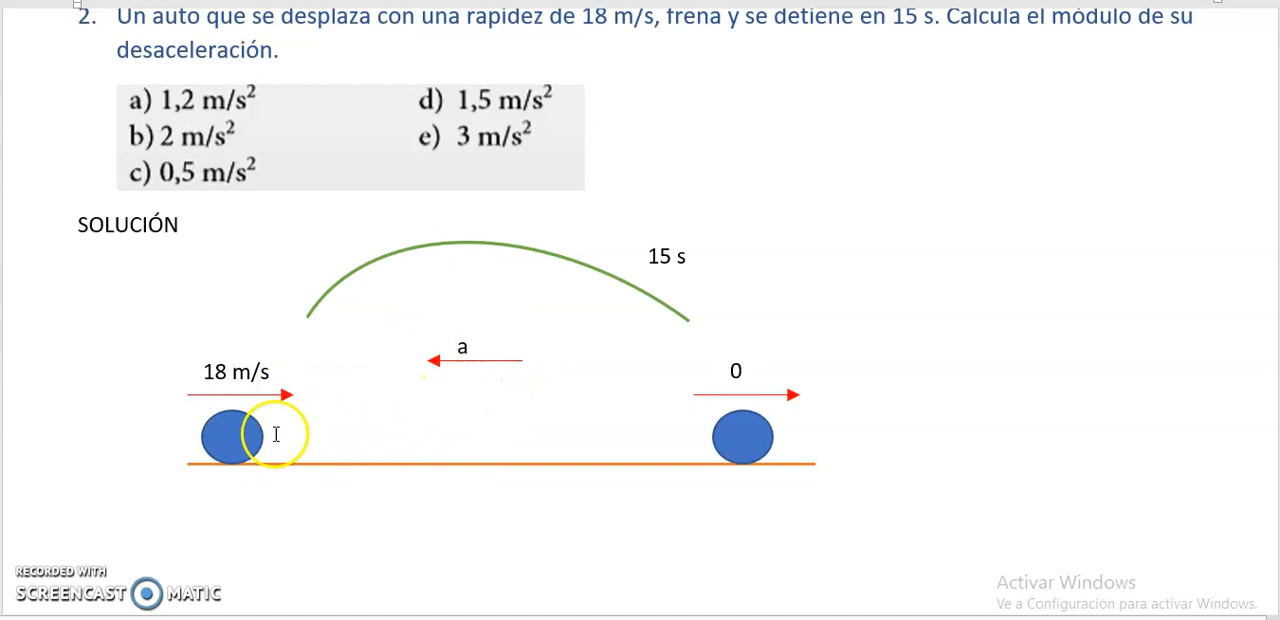 2. Un auto que se desplaza con una rapidez de 18 m/s, frena y se detiene en 15 s. Calcula el módulo de su
desaceleración.
a) 1,2 m/s²
d) 1,5 m/s²
b) 2 m/s²
e) 3 m/s²
c) 0,5 m/s²
SOLUCIÓN
15 s
a
18 m/s
0
RECORDED WITH
SCREENCAST MATIC
Activar Windows
Ve a Configuración para activar Windows.